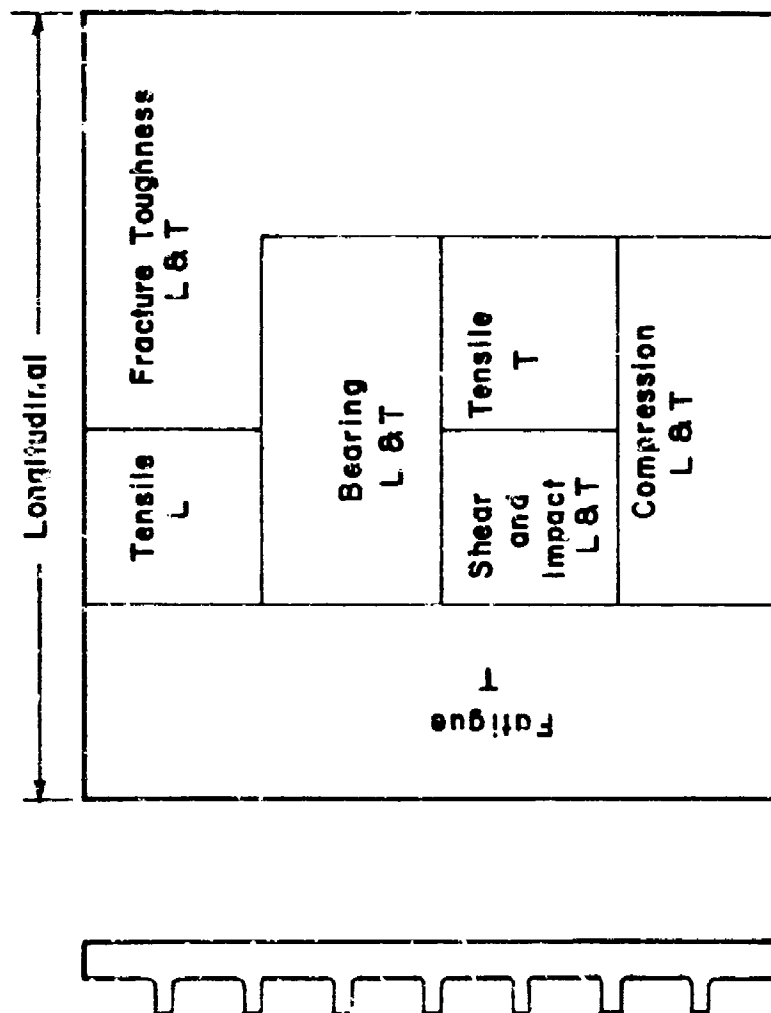 Longitudinal
Fracture Toughness
L & T
Tensile
L
Bearing
L & T
Tensile
T
Shear
and
Impact
L & T
Compression
L & T
Fatigue
T